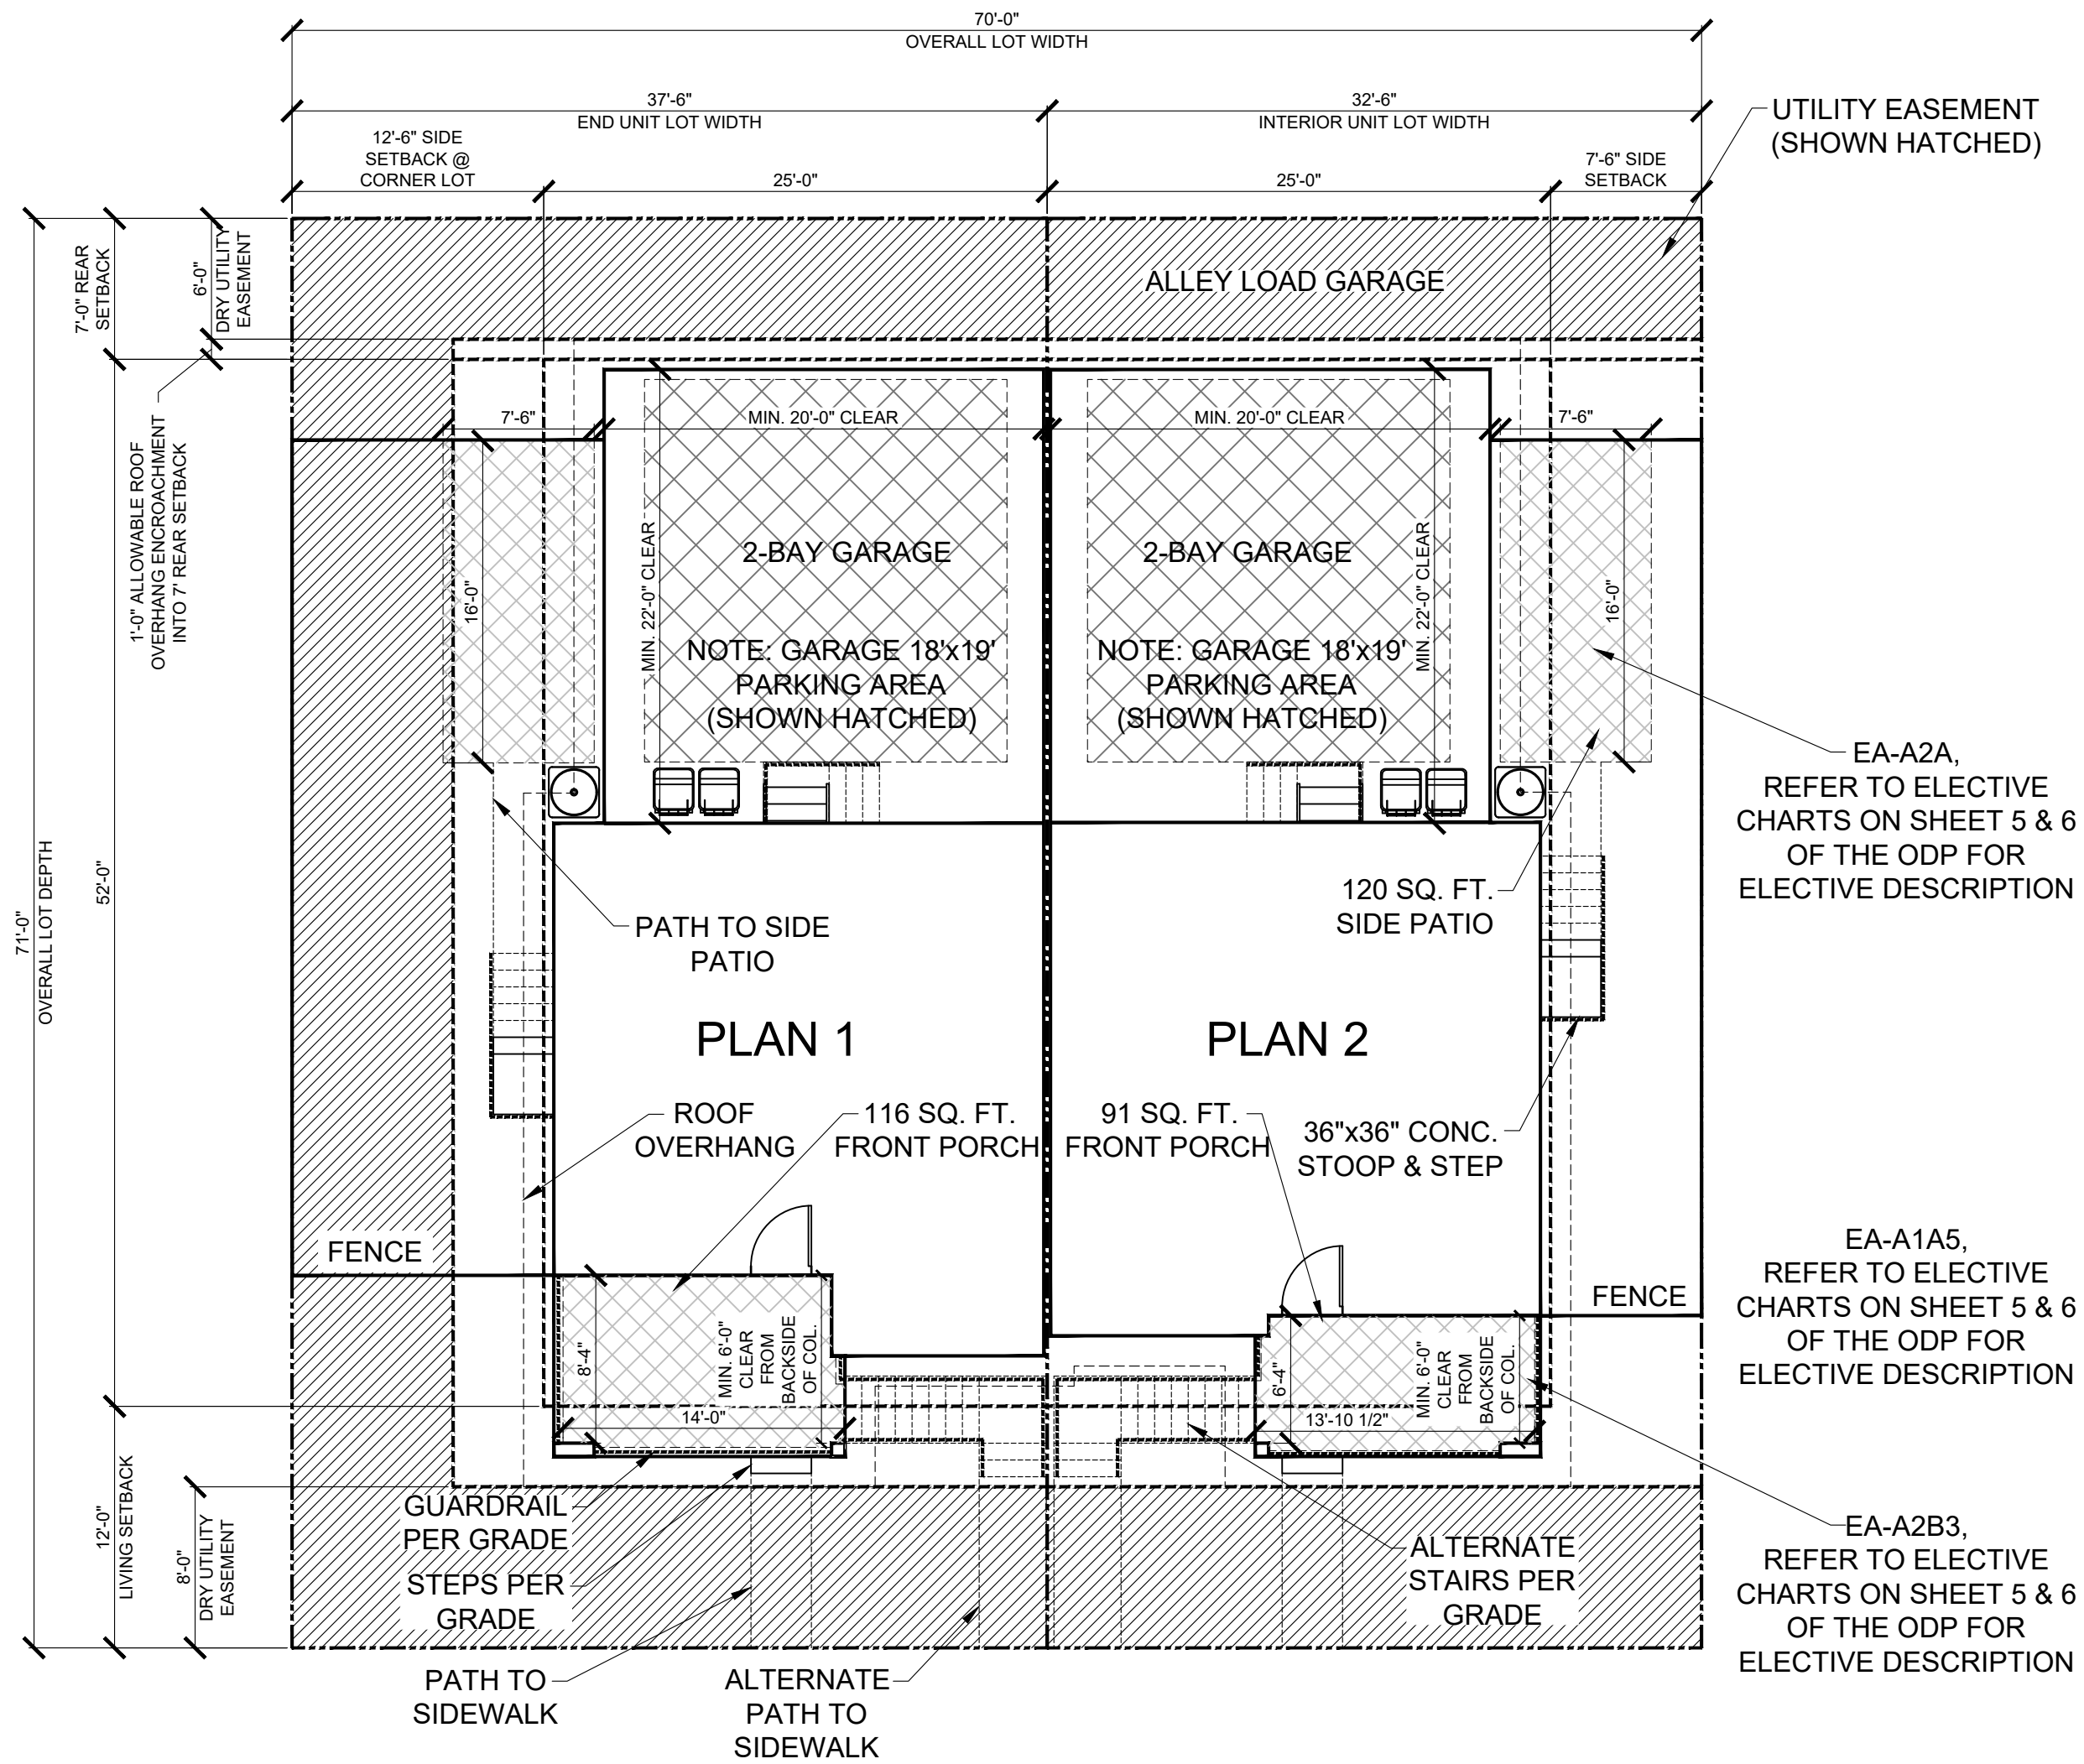 70'-0"
OVERALL LOT WIDTH
37'-6"
END UNIT LOT WIDTH
32'-6"
INTERIOR UNIT LOT WIDTH
12'-6" SIDE
SETBACK @
CORNER LOT
25'-0"
25'-0"
7'-6" SIDE
SETBACK
UTILITY EASEMENT
(SHOWN HATCHED)
7'-0" REAR
SETBACK
6'-0"
DRY UTILITY
EASEMENT
ALLEY LOAD GARAGE
1'-0" ALLOWABLE ROOF
OVERHANG ENCROACHMENT
INTO 7' REAR SETBACK
7'-6"
MIN. 20'-0" CLEAR
MIN. 20'-0" CLEAR
7'-6"
16'-0"
MIN. 22'-0" CLEAR
2-BAY GARAGE
NOTE: GARAGE 18'x19'
PARKING AREA
(SHOWN HATCHED)
2-BAY GARAGE
NOTE: GARAGE 18'x19'
PARKING AREA
(SHOWN HATCHED)
MIN. 22'-0" CLEAR
16'-0"
EA-A2A,
REFER TO ELECTIVE
CHARTS ON SHEET 5 & 6
OF THE ODP FOR
ELECTIVE DESCRIPTION
71'-0"
OVERALL LOT DEPTH
52'-0"
PATH TO SIDE
PATIO
120 SQ. FT.
SIDE PATIO
PLAN 1
PLAN 2
ROOF
OVERHANG
116 SQ. FT.
FRONT PORCH
91 SQ. FT.
FRONT PORCH
36"x36" CONC.
STOOP & STEP
FENCE
FENCE
EA-A1A5,
REFER TO ELECTIVE
CHARTS ON SHEET 5 & 6
OF THE ODP FOR
ELECTIVE DESCRIPTION
8'-4"
MIN. 6'-0"
CLEAR
FROM
BACKSIDE
OF COL.
14'-0"
6'-4"
MIN. 6'-0"
CLEAR
FROM
BACKSIDE
OF COL.
13'-10 1/2"
12'-0"
LIVING SETBACK
8'-0"
DRY UTILITY
EASEMENT
GUARDRAIL
PER GRADE
STEPS PER
GRADE
ALTERNATE
STAIRS PER
GRADE
EA-A2B3,
REFER TO ELECTIVE
CHARTS ON SHEET 5 & 6
OF THE ODP FOR
ELECTIVE DESCRIPTION
PATH TO
SIDEWALK
ALTERNATE
PATH TO
SIDEWALK